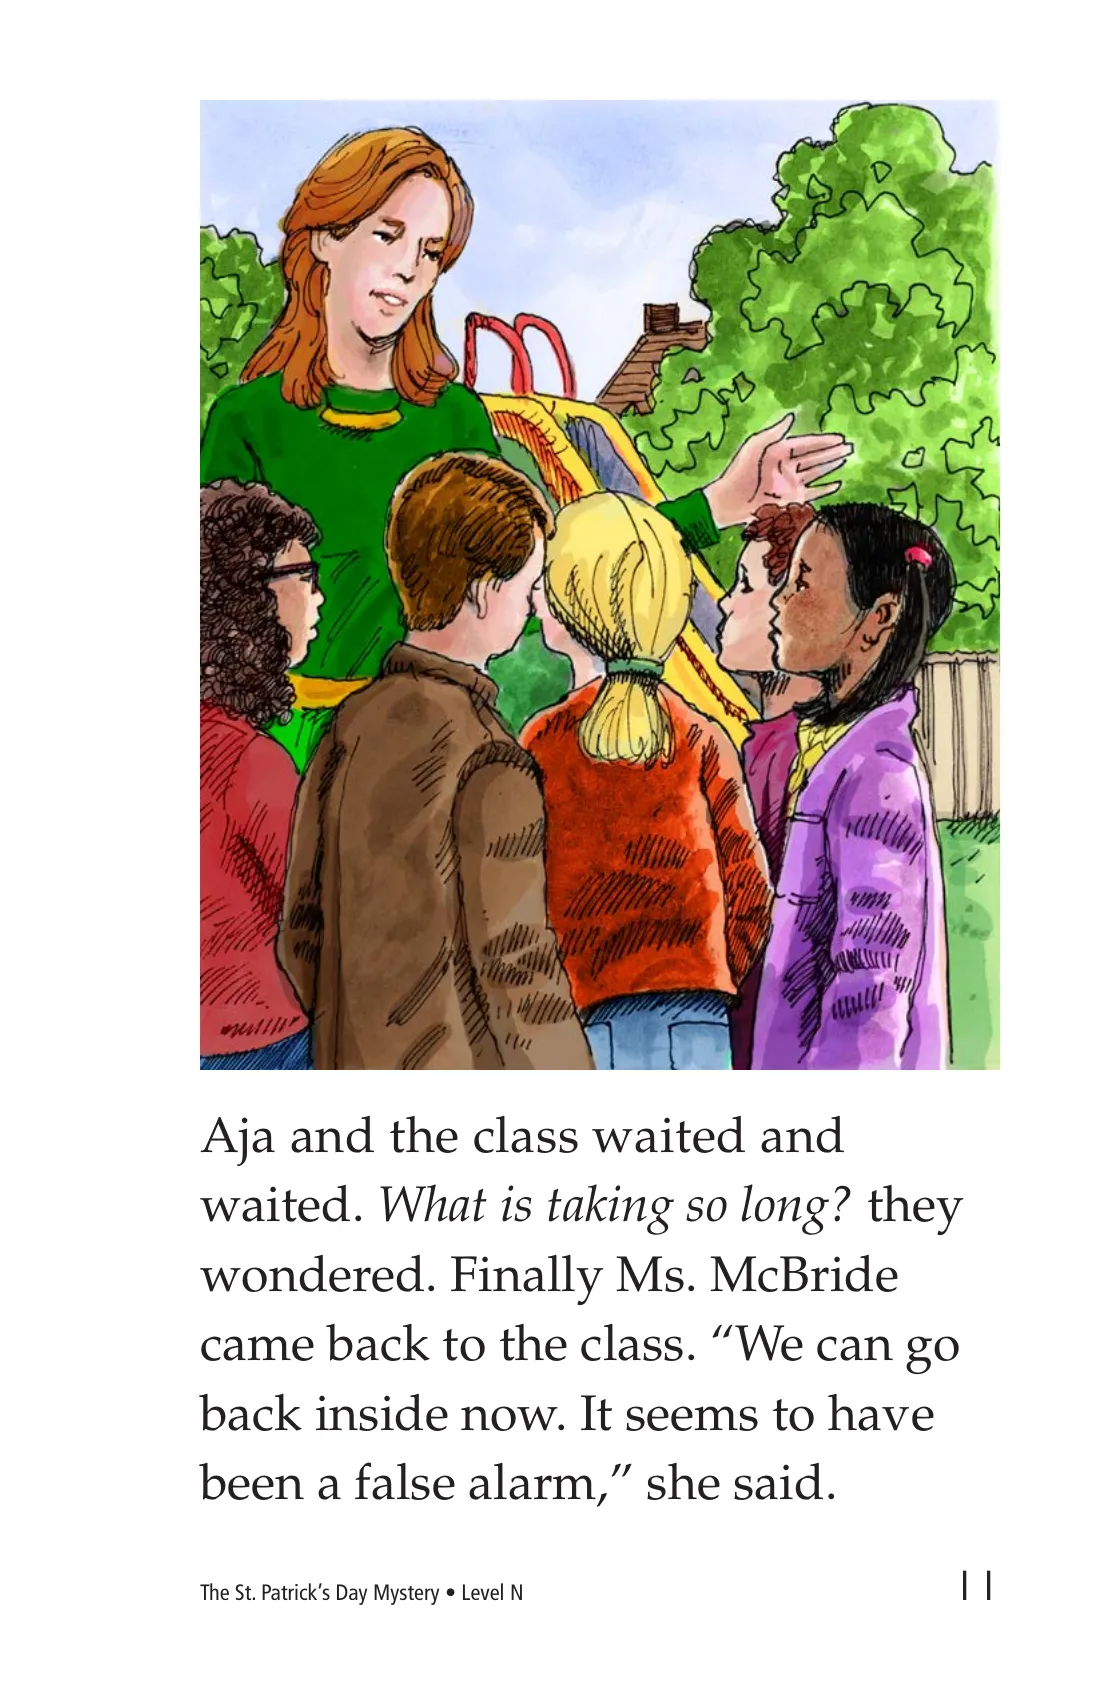 Aja and the class waited and
waited. What is taking so long? they
wondered. Finally Ms. McBride
came back to the class. “We can go
back inside now. It seems to have
been a false alarm,” she said.
The St. Patrick’s Day Mystery • Level N
11